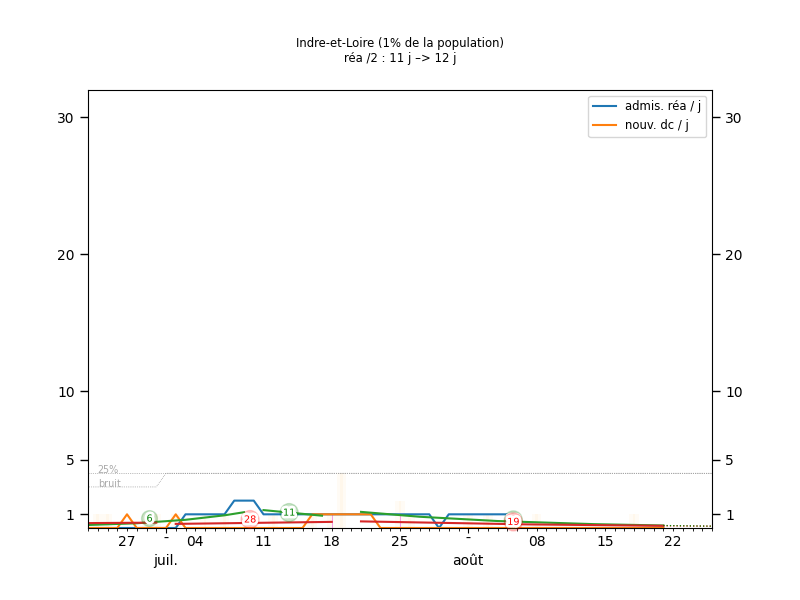 Indre-et-Loire (1% de la population)
réa /2 : 11 j –> 12 j
admis. réa / j
nouv. dc / j
30 30
20 20
10 10
5 5
25%
bruit
1 1
6 28 11 19
27 - 04 11 18 25 - 08 15 22
juil. août